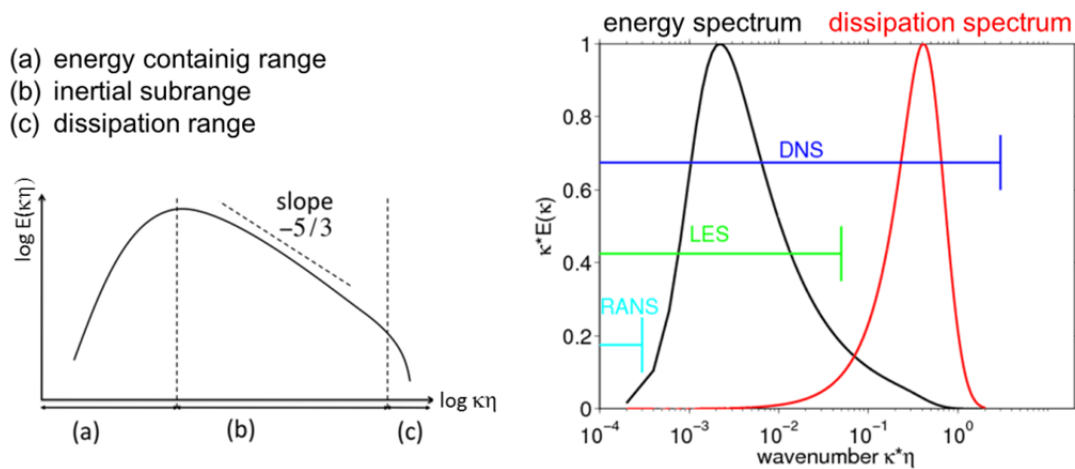 (a) energy containig range
(b) inertial subrange
(c) dissipation range
log E(κη)
slope
−5/3
log κη
(a)
(b)
(c)
energy spectrum
dissipation spectrum
κ*E(κ)
1
0.8
0.6
0.4
0.2
0
DNS
LES
RANS
10⁻⁴
10⁻³
10⁻²
10⁻¹
10⁰
wavenumber κ*η